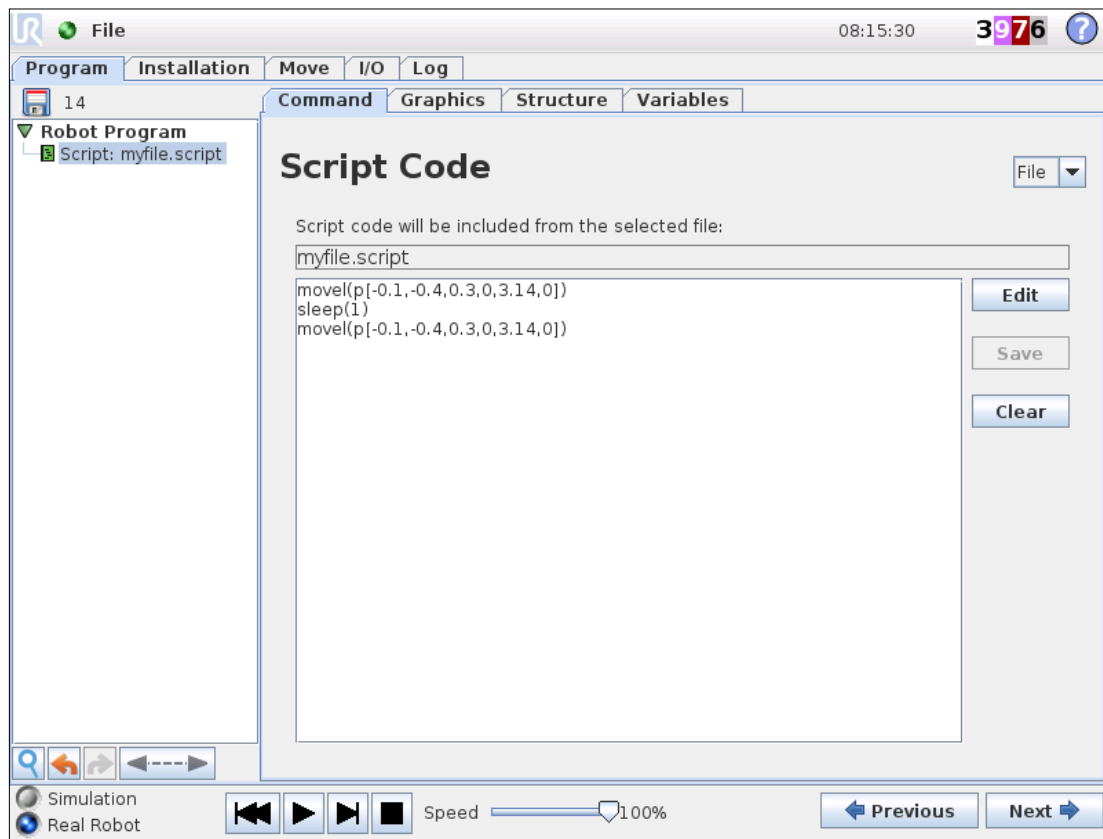 File
08:15:30
3976
?
Program Installation Move I/O Log
14
Command Graphics Structure Variables
Robot Program
Script: myfile.script
Script Code
File
Script code will be included from the selected file:
myfile.script
movel(p[-0.1,-0.4,0.3,0,3.14,0])
sleep(1)
movel(p[-0.1,-0.4,0.3,0,3.14,0])
Edit
Save
Clear
Simulation
Real Robot
Speed 100%
Previous
Next